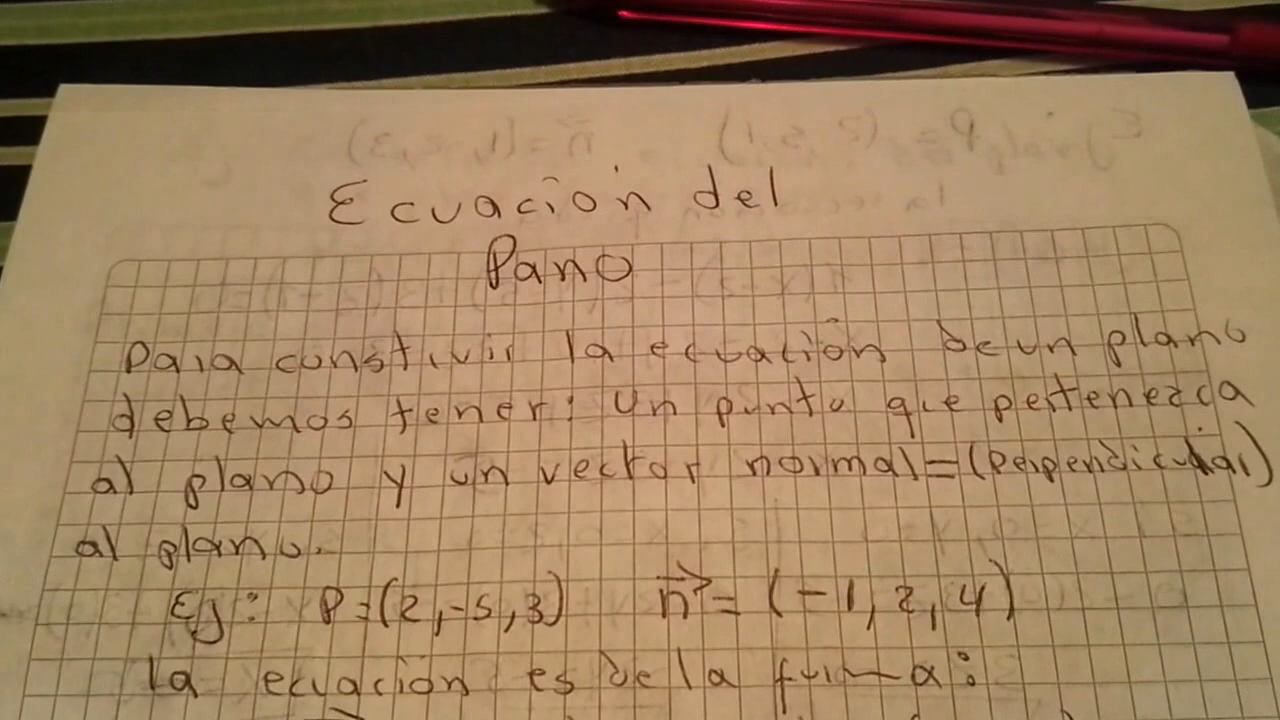 Ecuación del
Pano
Para construir la ecuación de un plano
debemos tener: un punto que pertenezca
al plano y un vector normal=(Perpendicular)
al plano.
Ej: P=(2,-5,3) n⃗=(-1,2,4)
la ecuación es de la forma: